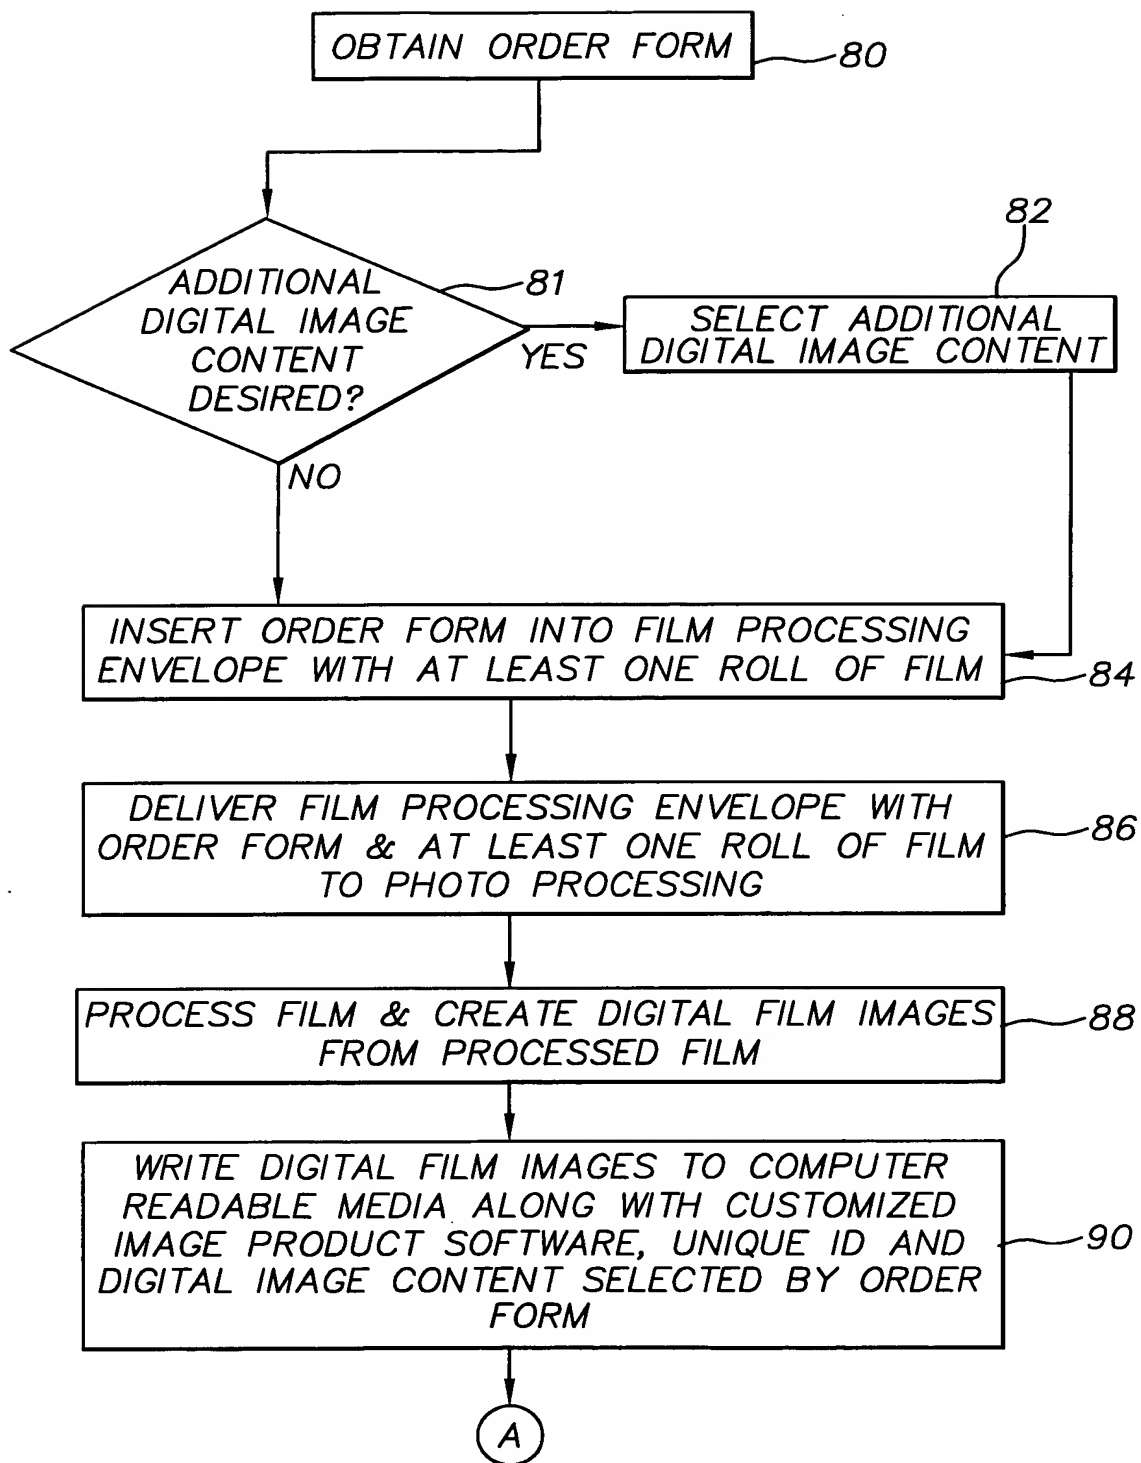 OBTAIN ORDER FORM
80
82
ADDITIONAL
DIGITAL IMAGE
CONTENT
DESIRED?
81
YES
SELECT ADDITIONAL
DIGITAL IMAGE CONTENT
NO
INSERT ORDER FORM INTO FILM PROCESSING
ENVELOPE WITH AT LEAST ONE ROLL OF FILM
84
DELIVER FILM PROCESSING ENVELOPE WITH
ORDER FORM & AT LEAST ONE ROLL OF FILM
TO PHOTO PROCESSING
86
PROCESS FILM & CREATE DIGITAL FILM IMAGES
FROM PROCESSED FILM
88
WRITE DIGITAL FILM IMAGES TO COMPUTER
READABLE MEDIA ALONG WITH CUSTOMIZED
IMAGE PRODUCT SOFTWARE, UNIQUE ID AND
DIGITAL IMAGE CONTENT SELECTED BY ORDER
FORM
90
A